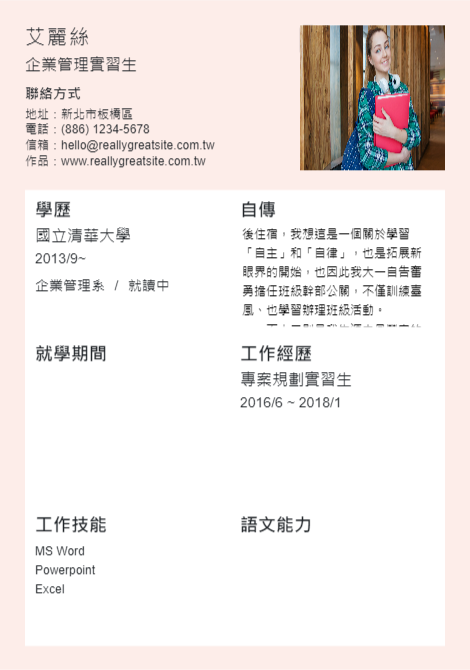 艾麗絲
企業管理實習生
聯絡方式
地址：新北市板橋區
電話：(886) 1234-5678
信箱：hello@reallygreatsite.com.tw
作品：www.reallygreatsite.com.tw
學歷
國立清華大學
2013/9~
企業管理系 / 就讀中
自傳
後住宿，我想這是一個關於學習
「自主」和「自律」，也是拓展新
眼界的開始，也因此我大一自告奮
勇擔任班級幹部公關，不僅訓練臺
風、也學習辦理班級活動。
就學期間
工作經歷
專案規劃實習生
2016/6 ~ 2018/1
工作技能
MS Word
Powerpoint
Excel
語文能力